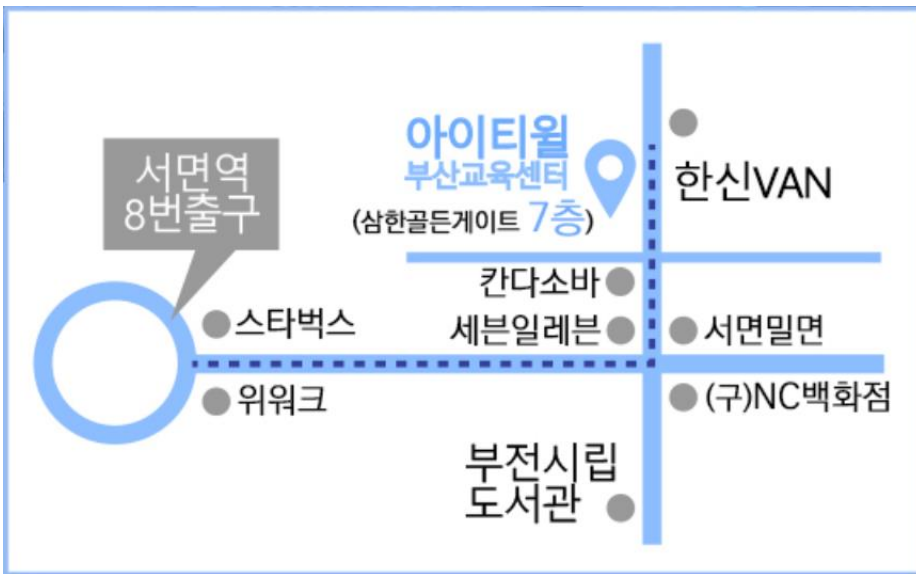 아이티윌
부산교육센터
(삼한골든게이트 7층)
한신VAN
서면역
8번출구
칸다소바
스타벅스
세븐일레븐
서면밀면
위워크
(구)NC백화점
부전시립
도서관